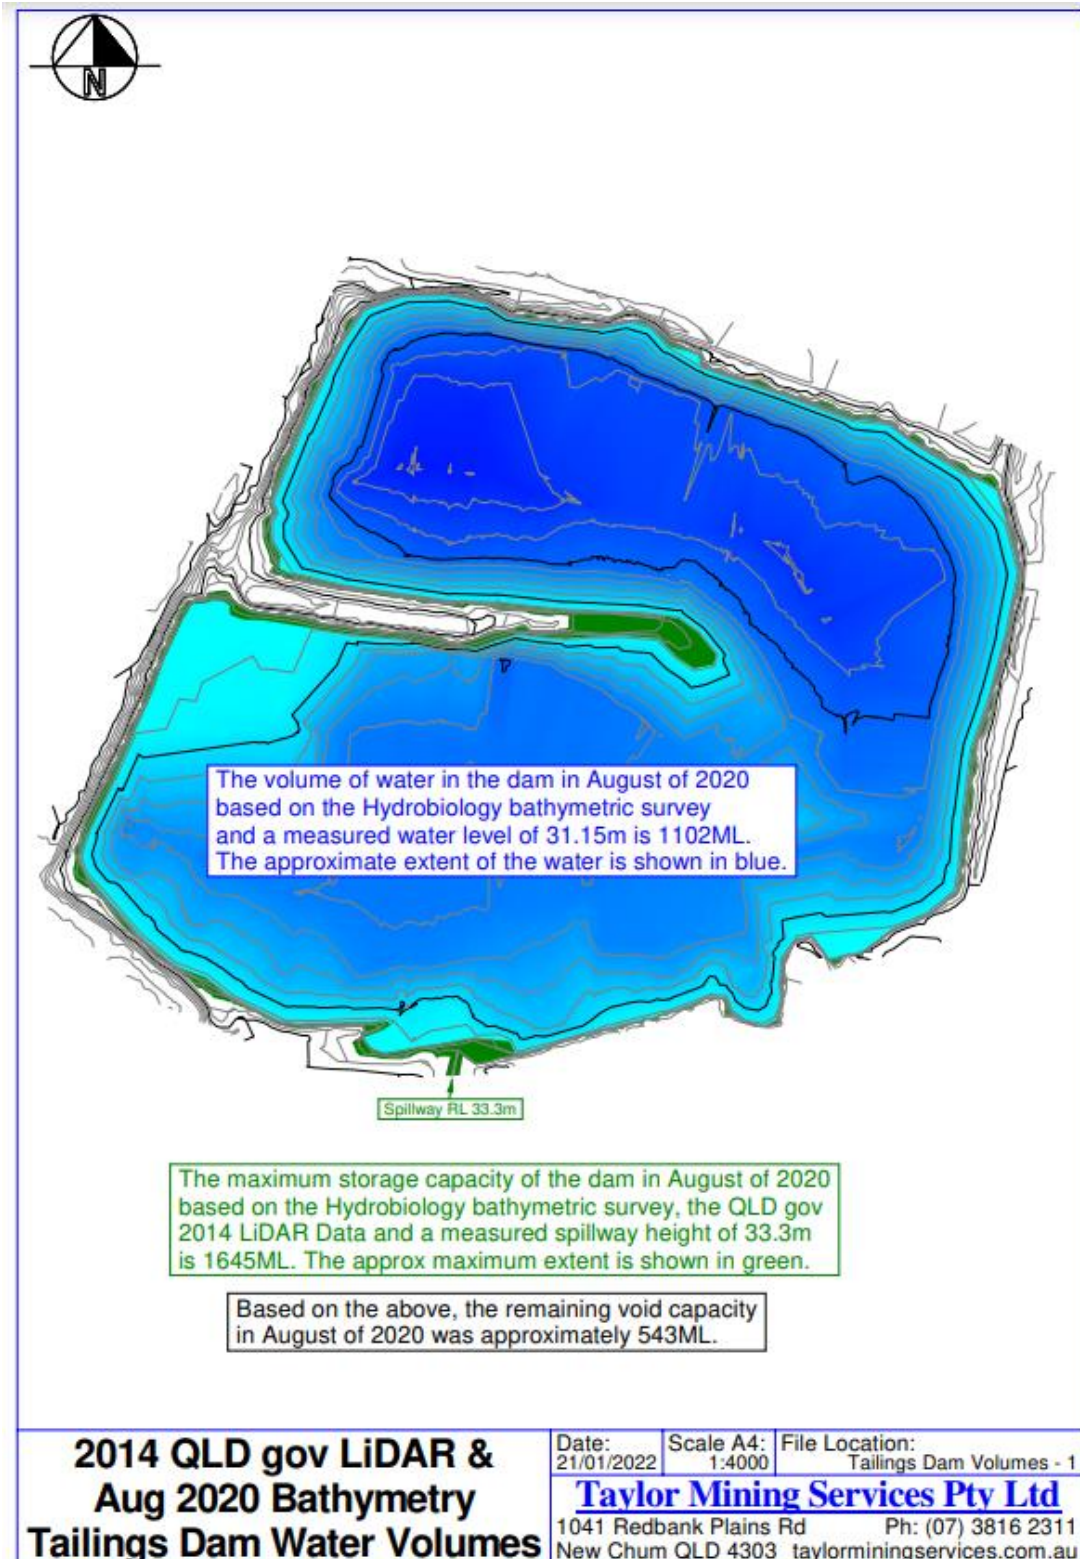 N
The volume of water in the dam in August of 2020
based on the Hydrobiology bathymetric survey
and a measured water level of 31.15m is 1102ML.
The approximate extent of the water is shown in blue.
Spillway RL 33.3m
The maximum storage capacity of the dam in August of 2020
based on the Hydrobiology bathymetric survey, the QLD gov
2014 LiDAR Data and a measured spillway height of 33.3m
is 1645ML. The approx maximum extent is shown in green.
Based on the above, the remaining void capacity
in August of 2020 was approximately 543ML.
2014 QLD gov LiDAR &
Aug 2020 Bathymetry
Tailings Dam Water Volumes
Date:
21/01/2022
Scale A4:
1:4000
File Location:
Tailings Dam Volumes - 1
Taylor Mining Services Pty Ltd
1041 Redbank Plains Rd Ph: (07) 3816 2311
New Chum QLD 4303 taylorminingservices.com.au